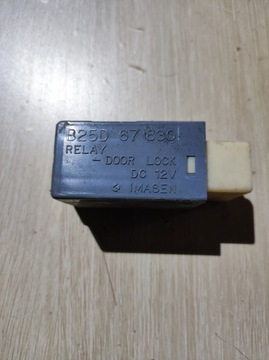 B25D 67 830
RELAY
- DOOR LOCK
DC 12V
IMASEN